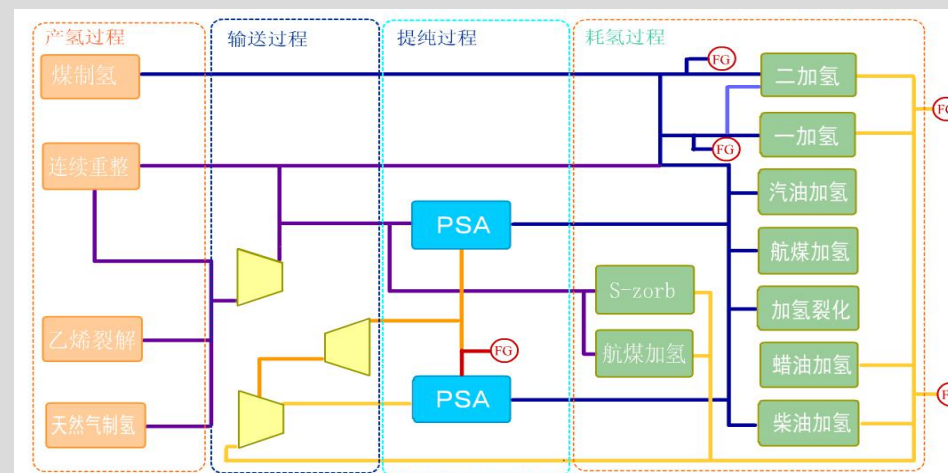 产氢过程
输送过程
提纯过程
耗氢过程
煤制氢
连续重整
乙烯裂解
天然气制氢
PSA
FG
PSA
S-zorb
航煤加氢
FG
FG
二加氢
一加氢
汽油加氢
航煤加氢
加氢裂化
蜡油加氢
柴油加氢